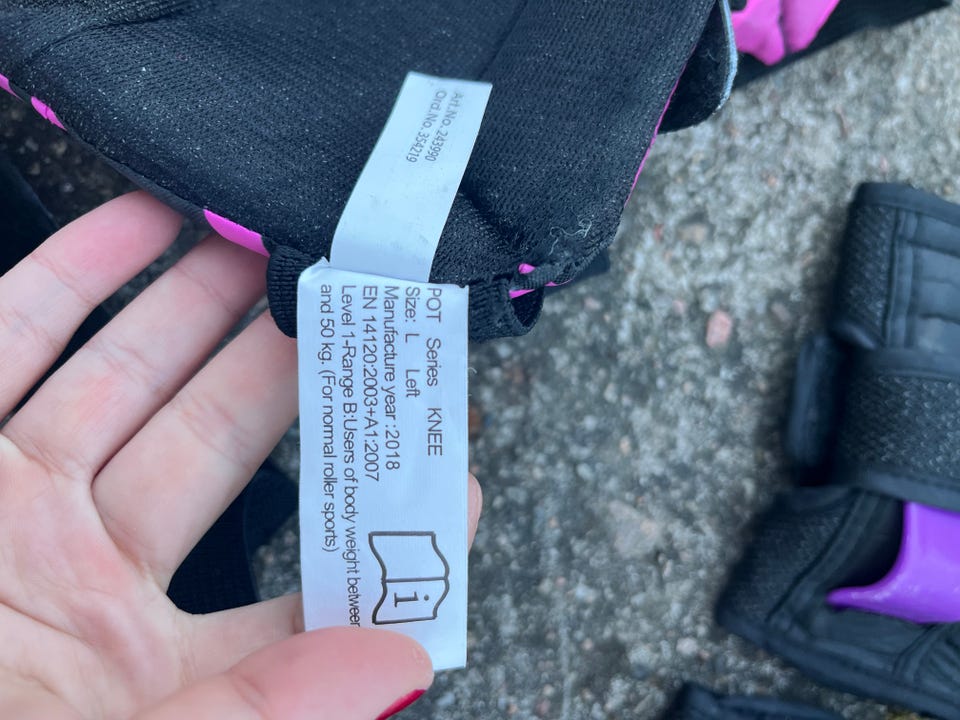 Art.No. 243990
Ord.No. 354219
POT Series KNEE
Size: L Left
Manufacture year :2018
EN 14120:2003+A1:2007
Level 1-Range B:Users of body weight between
and 50 kg. (For normal roller sports)
i